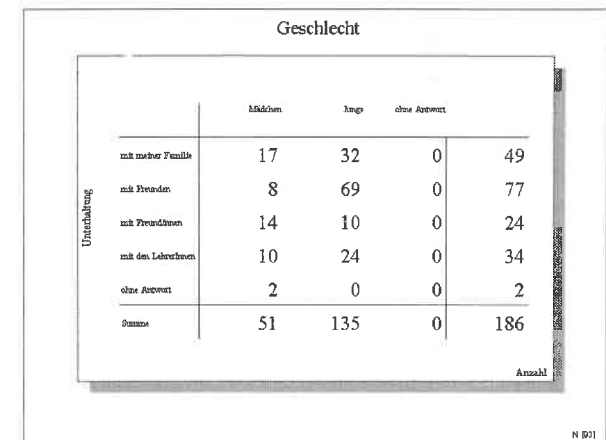 Geschlecht
Mädchen Junge ohne Antwort
mit meiner Familie 17 32 0 49
mit Freunden 8 69 0 77
mit FreundInnen 14 10 0 24
mit den LehrerInnen 10 24 0 34
ohne Antwort 2 0 0 2
Summe 51 135 0 186
Unterhaltung
Anzahl